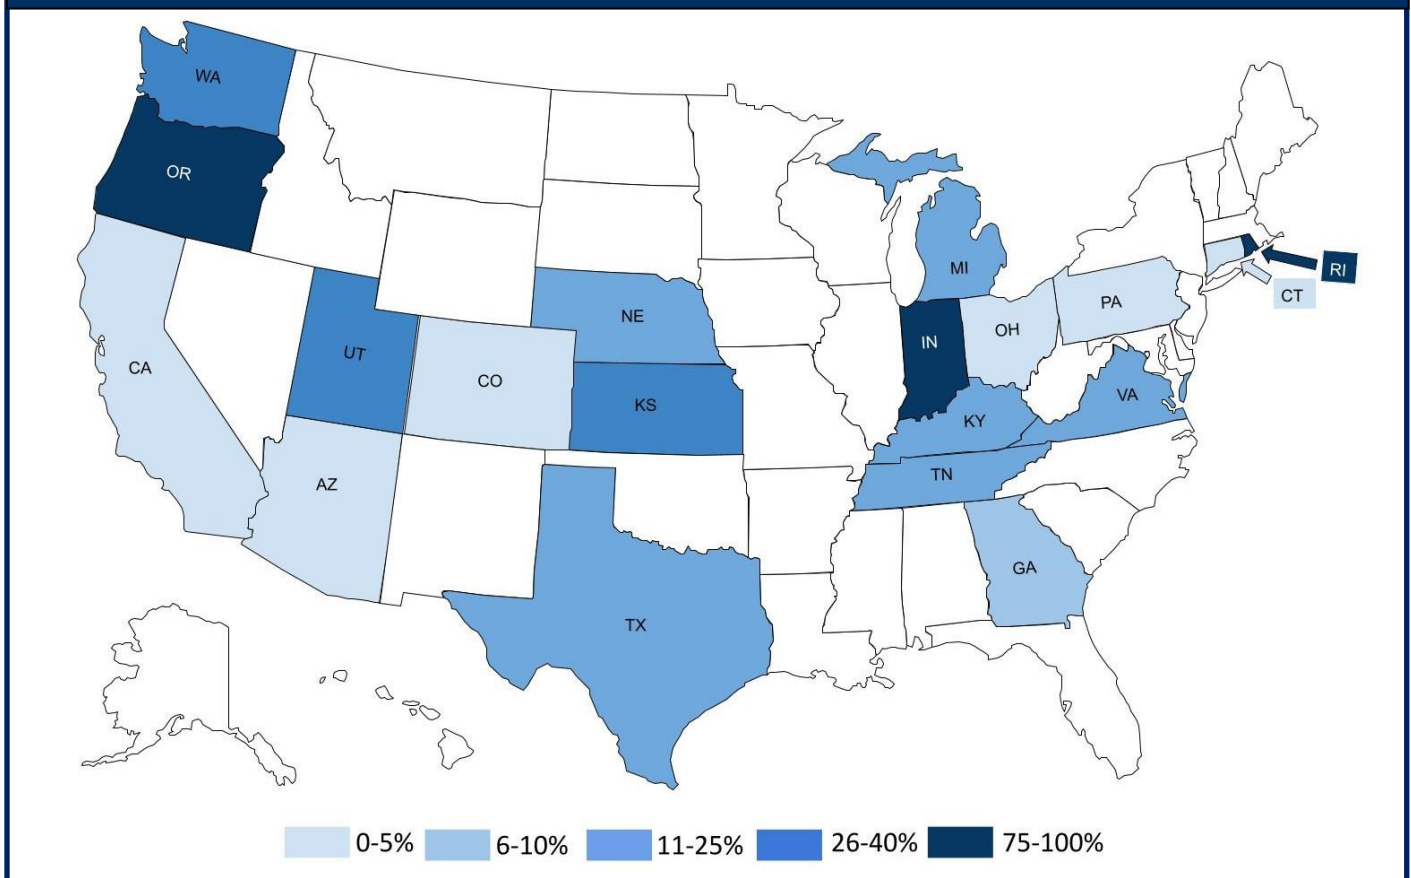 WA
OR
RI
MI
CT
PA
NE
OH
IN
UT
CA
CO
VA
KS
KY
TN
AZ
GA
TX
0-5% 6-10% 11-25% 26-40% 75-100%